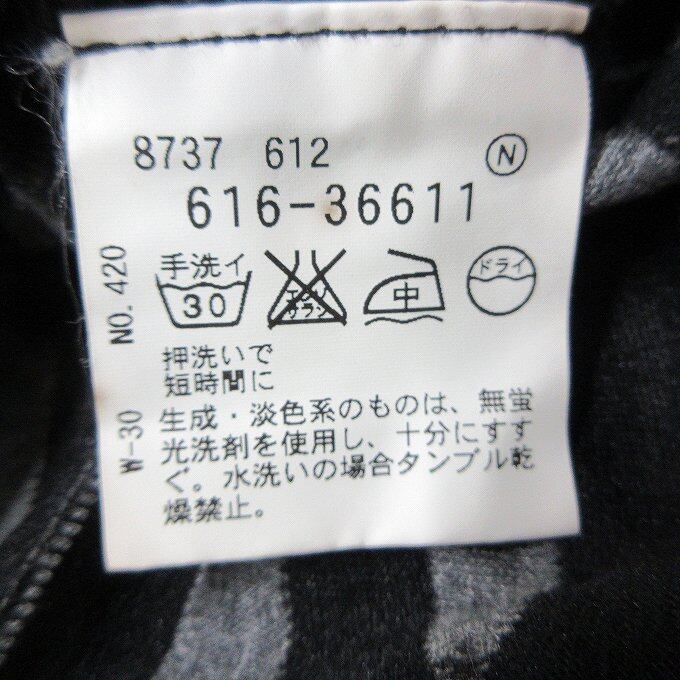 8737 612 Ⓝ
616-36611
NO. 420
手洗イ
30
エンソ
サラシ
中
ドライ
W-30
押洗いで
短時間に
生成・淡色系のものは、無蛍
光洗剤を使用し、十分にすす
ぐ。水洗いの場合タンブル乾
燥禁止。